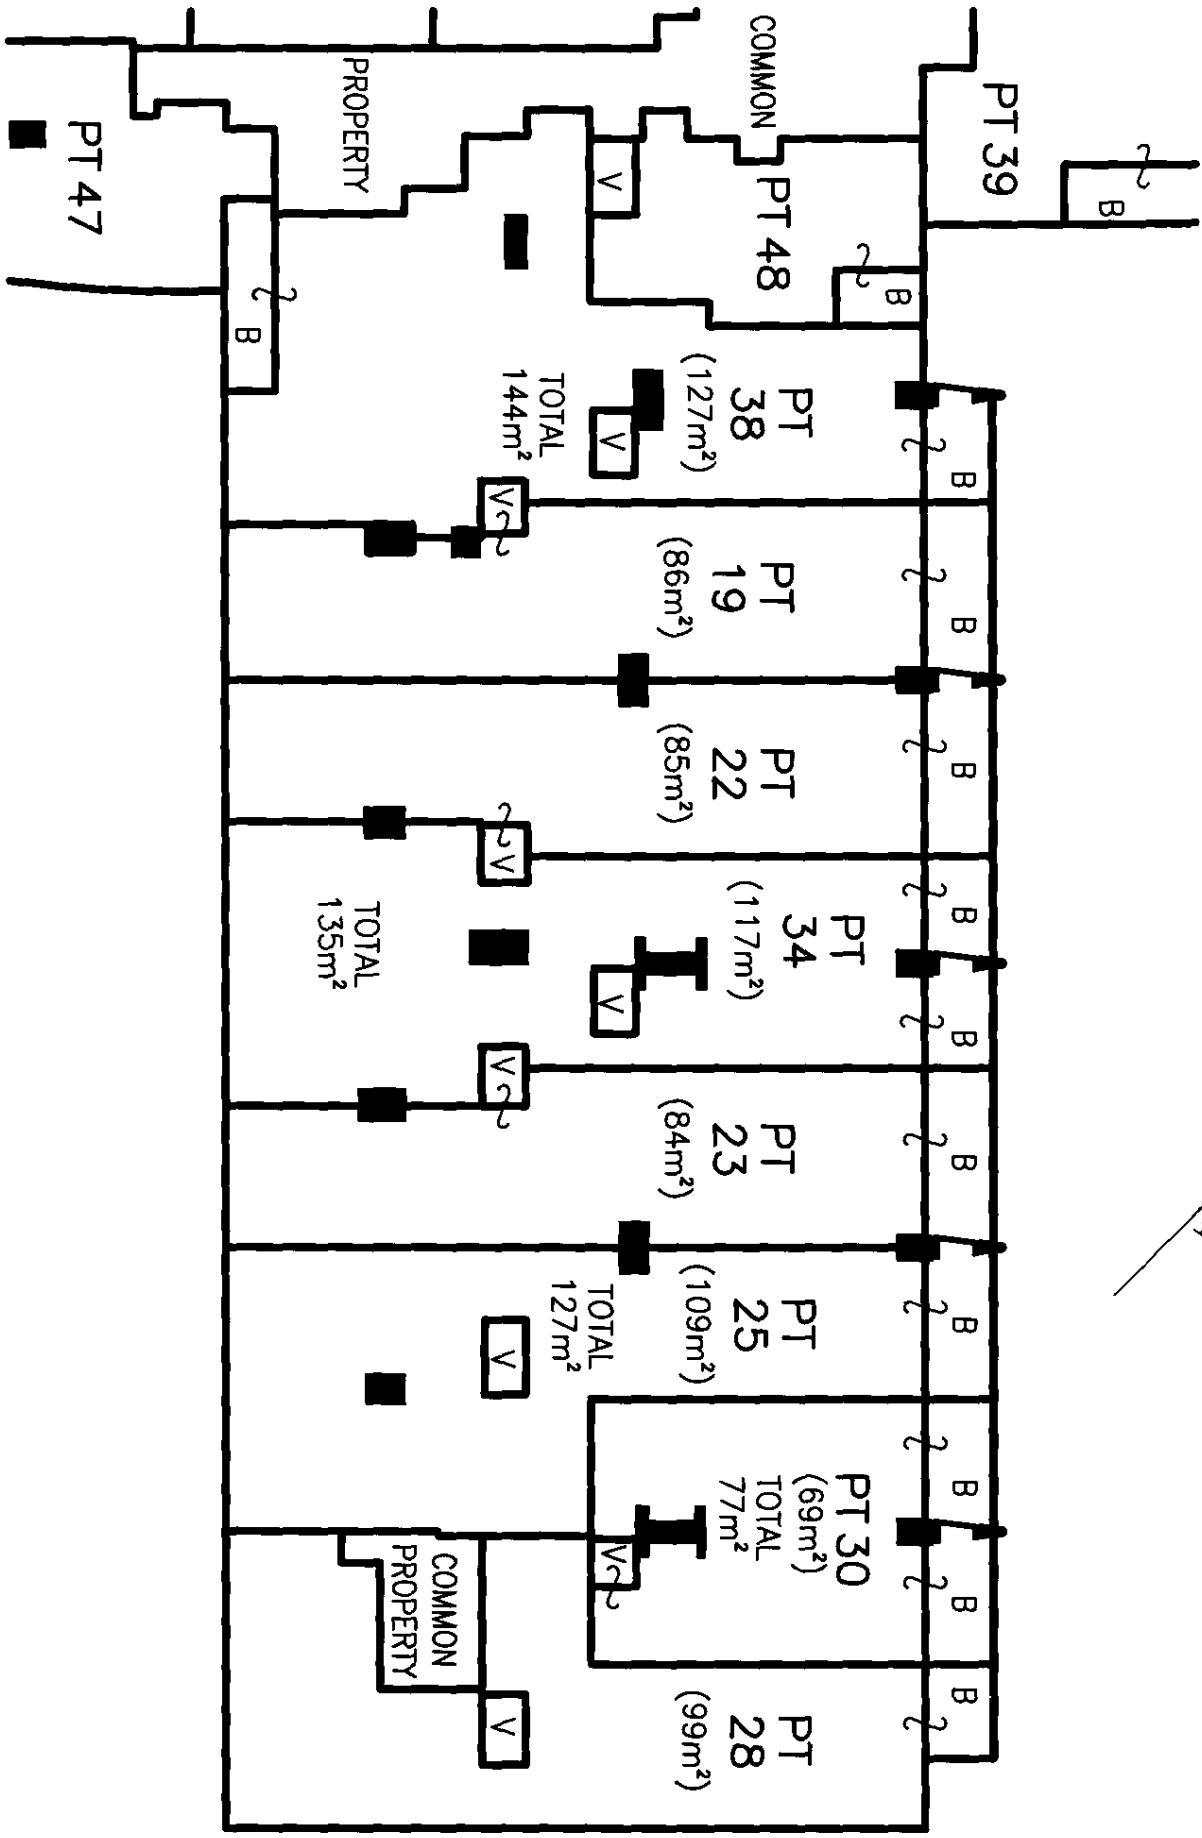 COMMON
PROPERTY
PT 39
B
PT 47
B
V
PT 48
B
PT
38
(127m²)
TOTAL
144m²
V
B
V
PT
19
(86m²)
B
PT
22
(85m²)
B
V
PT
34
(117m²)
TOTAL
135m²
B
V
B
V
PT
23
(84m²)
B
PT
25
(109m²)
TOTAL
127m²
B
V
PT 30
(69m²)
TOTAL
77m²
B
V
B
COMMON
PROPERTY
PT
28
(99m²)
B
V